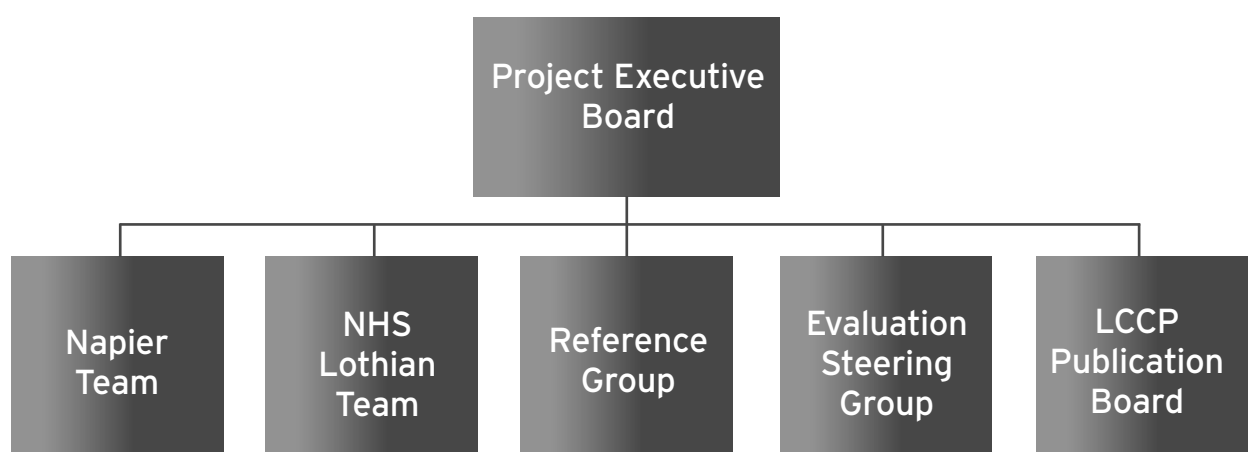 Project Executive
Board
Napier
Team
NHS
Lothian
Team
Reference
Group
Evaluation
Steering
Group
LCCP
Publication
Board